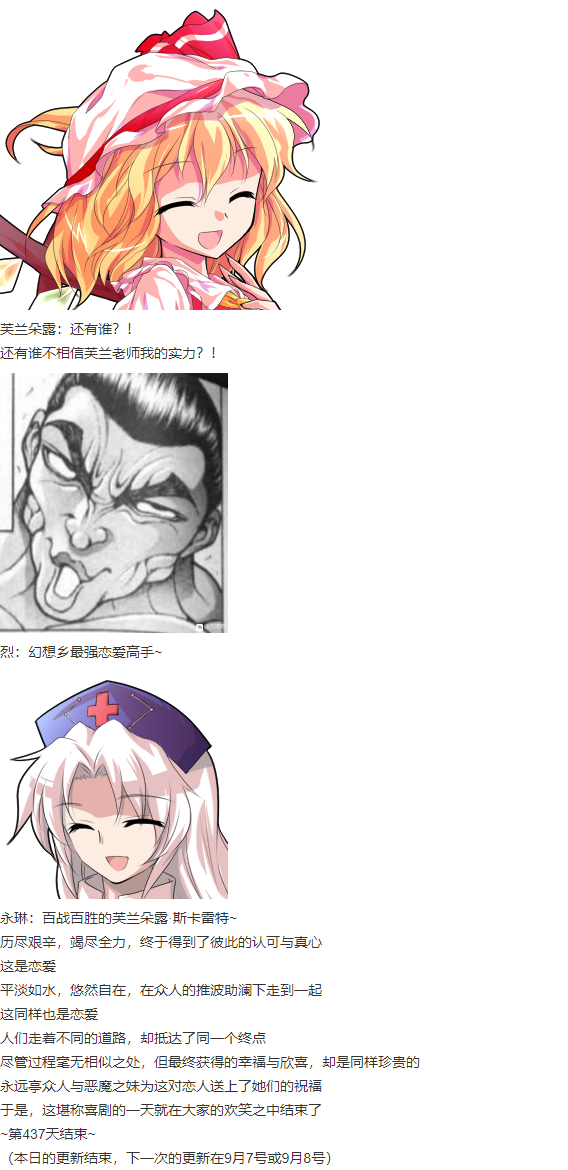 芙兰朵露：还有谁？！
还有谁不相信芙兰老师我的实力？！
烈：幻想乡最强恋爱高手~
永琳：百战百胜的芙兰朵露·斯卡雷特~
历尽艰辛，竭尽全力，终于得到了彼此的认可与真心
这是恋爱
平淡如水，悠然自在，在众人的推波助澜下走到一起
这同样也是恋爱
人们走着不同的道路，却抵达了同一个终点
尽管过程毫无相似之处，但最终获得的幸福与欣喜，却是同样珍贵的
永远亭众人与恶魔之妹为这对恋人送上了她们的祝福
于是，这堪称喜剧的一天就在大家的欢笑之中结束了
~第437天结束~
（本日的更新结束，下一次的更新在9月7号或9月8号）